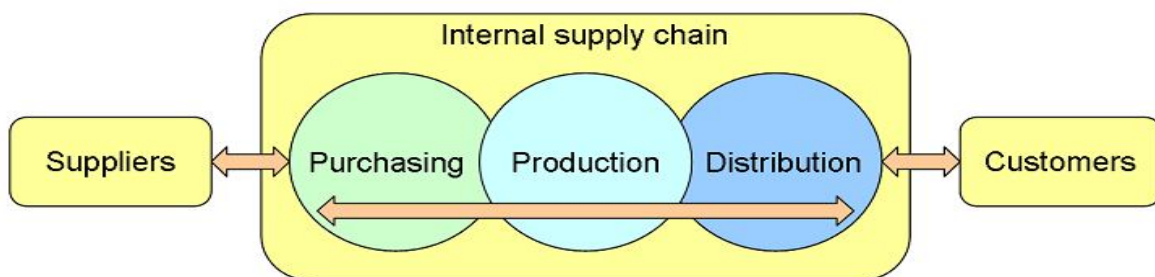 Internal supply chain
Suppliers
Purchasing
Production
Distribution
Customers